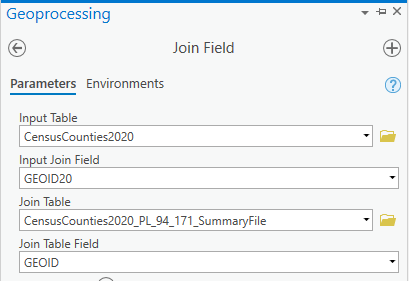 Geoprocessing
Join Field
Parameters Environments
Input Table
CensusCounties2020
Input Join Field
GEOID20
Join Table
CensusCounties2020_PL_94_171_SummaryFile
Join Table Field
GEOID